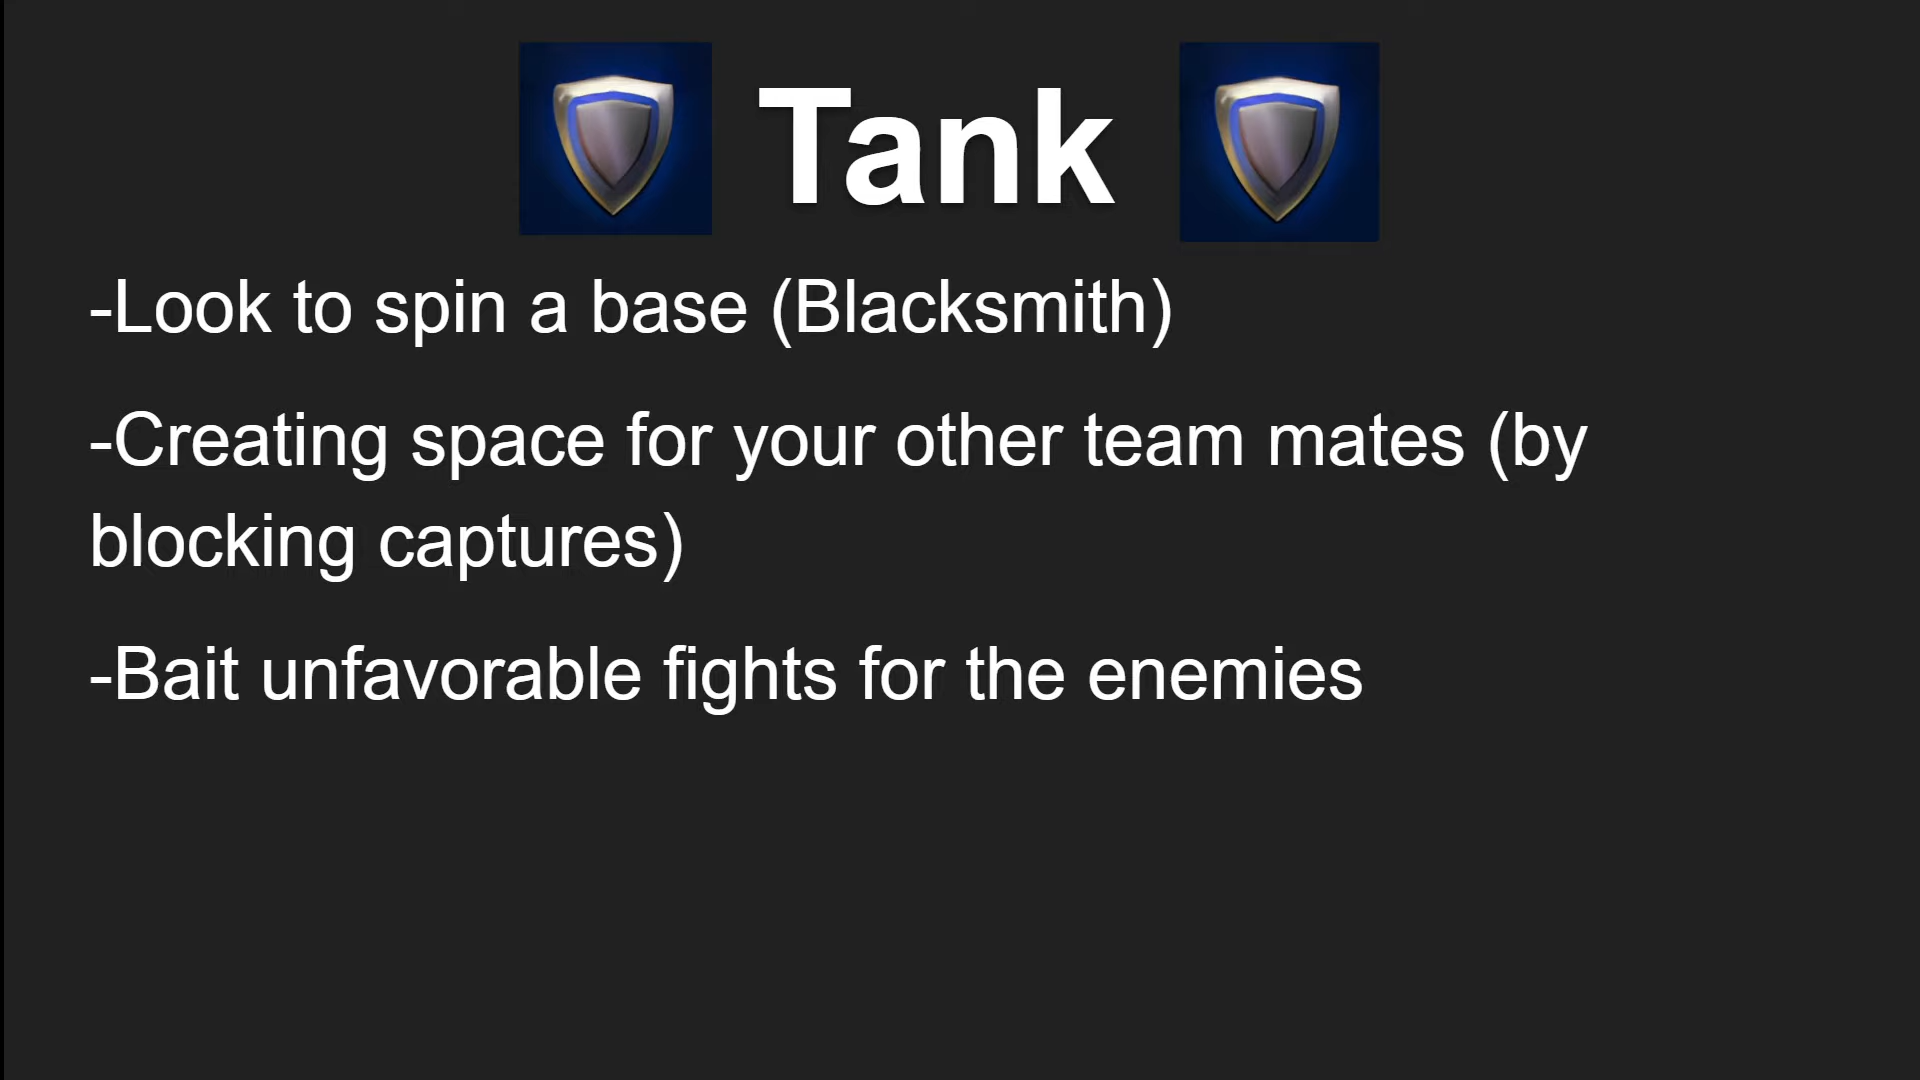 Tank
-Look to spin a base (Blacksmith)
-Creating space for your other team mates (by
blocking captures)
-Bait unfavorable fights for the enemies